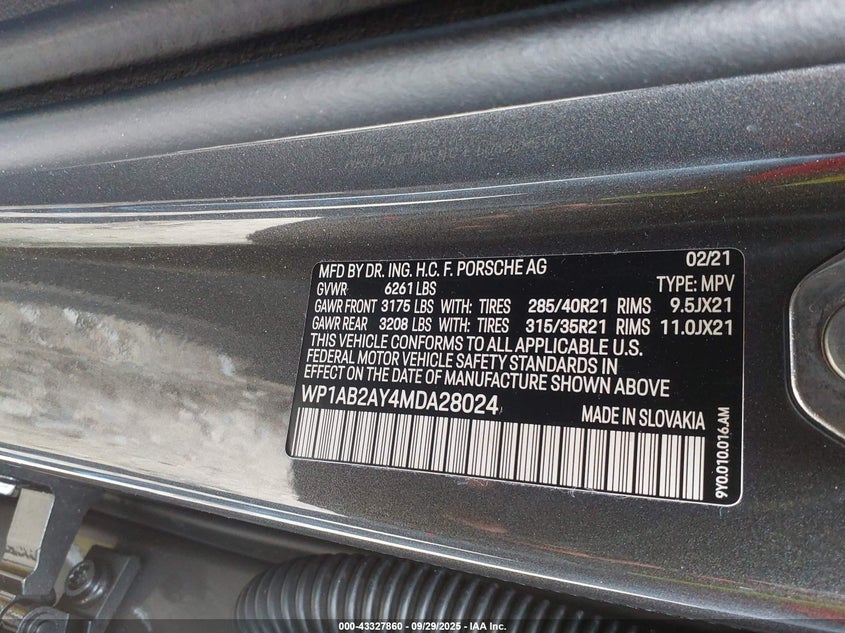 MFD BY DR. ING. H.C. F. PORSCHE AG 02/21
GVWR 6261 LBS TYPE: MPV
GAWR FRONT 3175 LBS WITH: TIRES 285/40R21 RIMS 9.5JX21
GAWR REAR 3208 LBS WITH: TIRES 315/35R21 RIMS 11.0JX21
THIS VEHICLE CONFORMS TO ALL APPLICABLE U.S.
FEDERAL MOTOR VEHICLE SAFETY STANDARDS IN
EFFECT ON THE DATE OF MANUFACTURE SHOWN ABOVE
WP1AB2AY4MDA28024
MADE IN SLOVAKIA
9Y0.010.016.AM
000-43327860 - 09/29/2025 - IAA Inc.